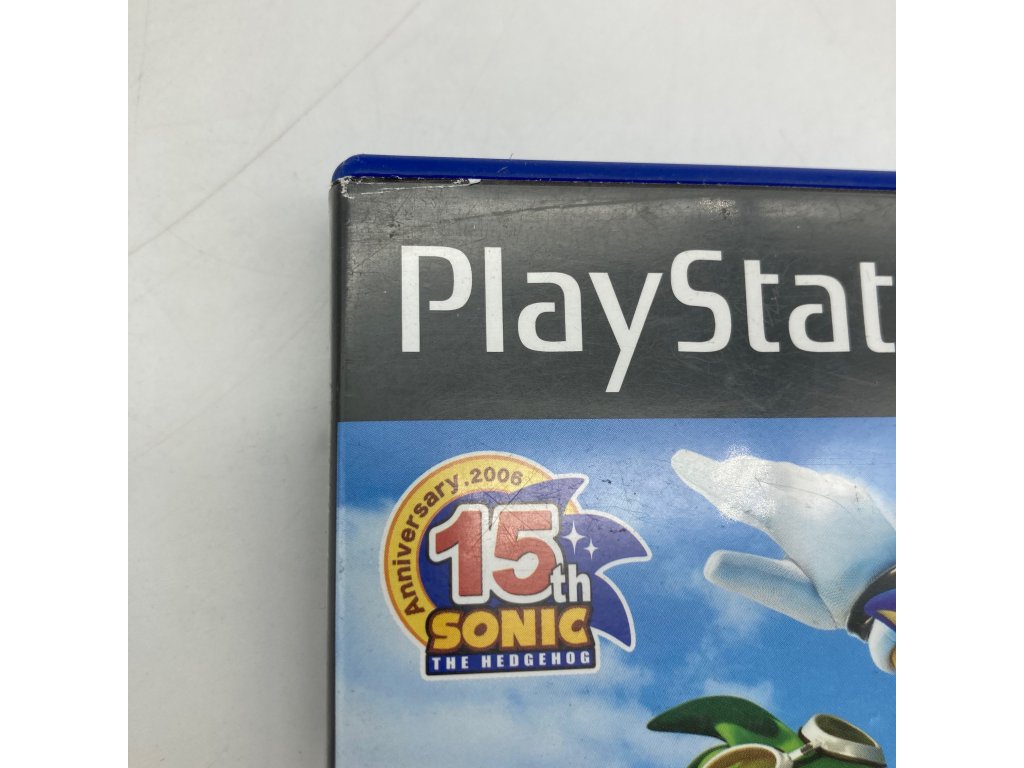 PlayStat
Anniversary.2006
15th
SONIC
THE HEDGEHOG